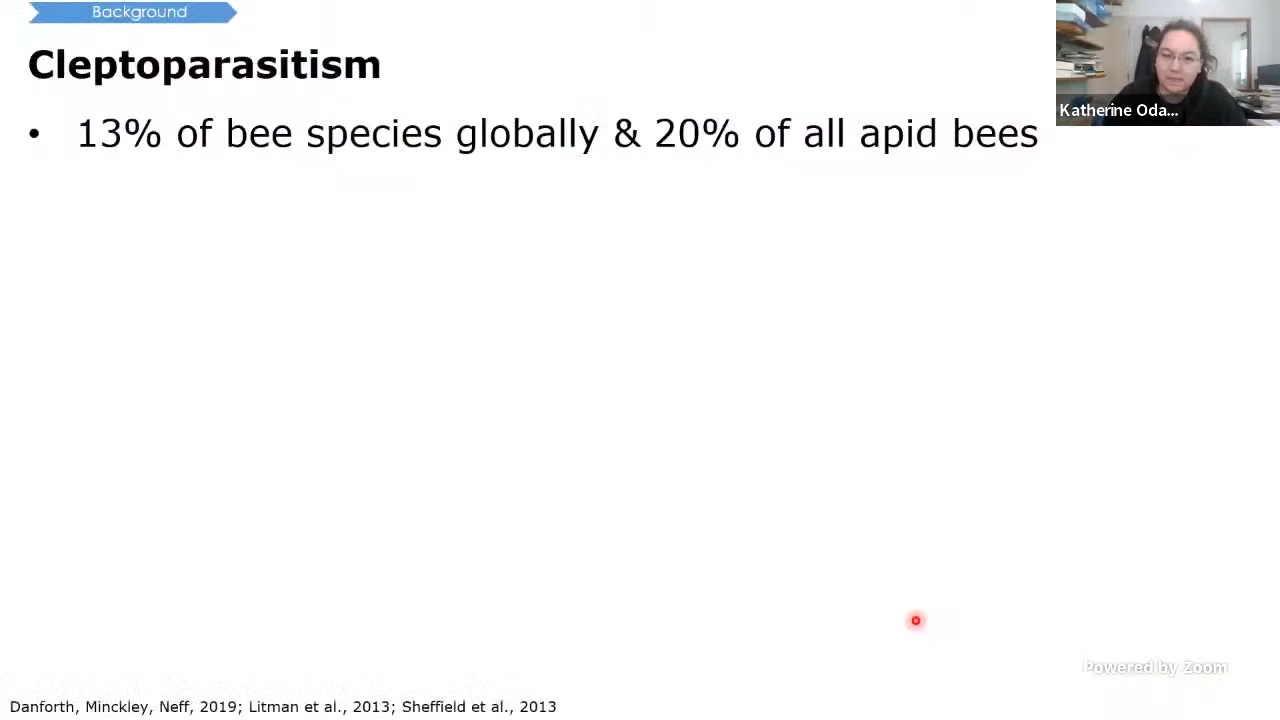 Background
Cleptoparasitism
• 13% of bee species globally & 20% of all apid bees
Katherine Oda...
Powered by Zoom
Danforth, Minckley, Neff, 2019; Litman et al., 2013; Sheffield et al., 2013